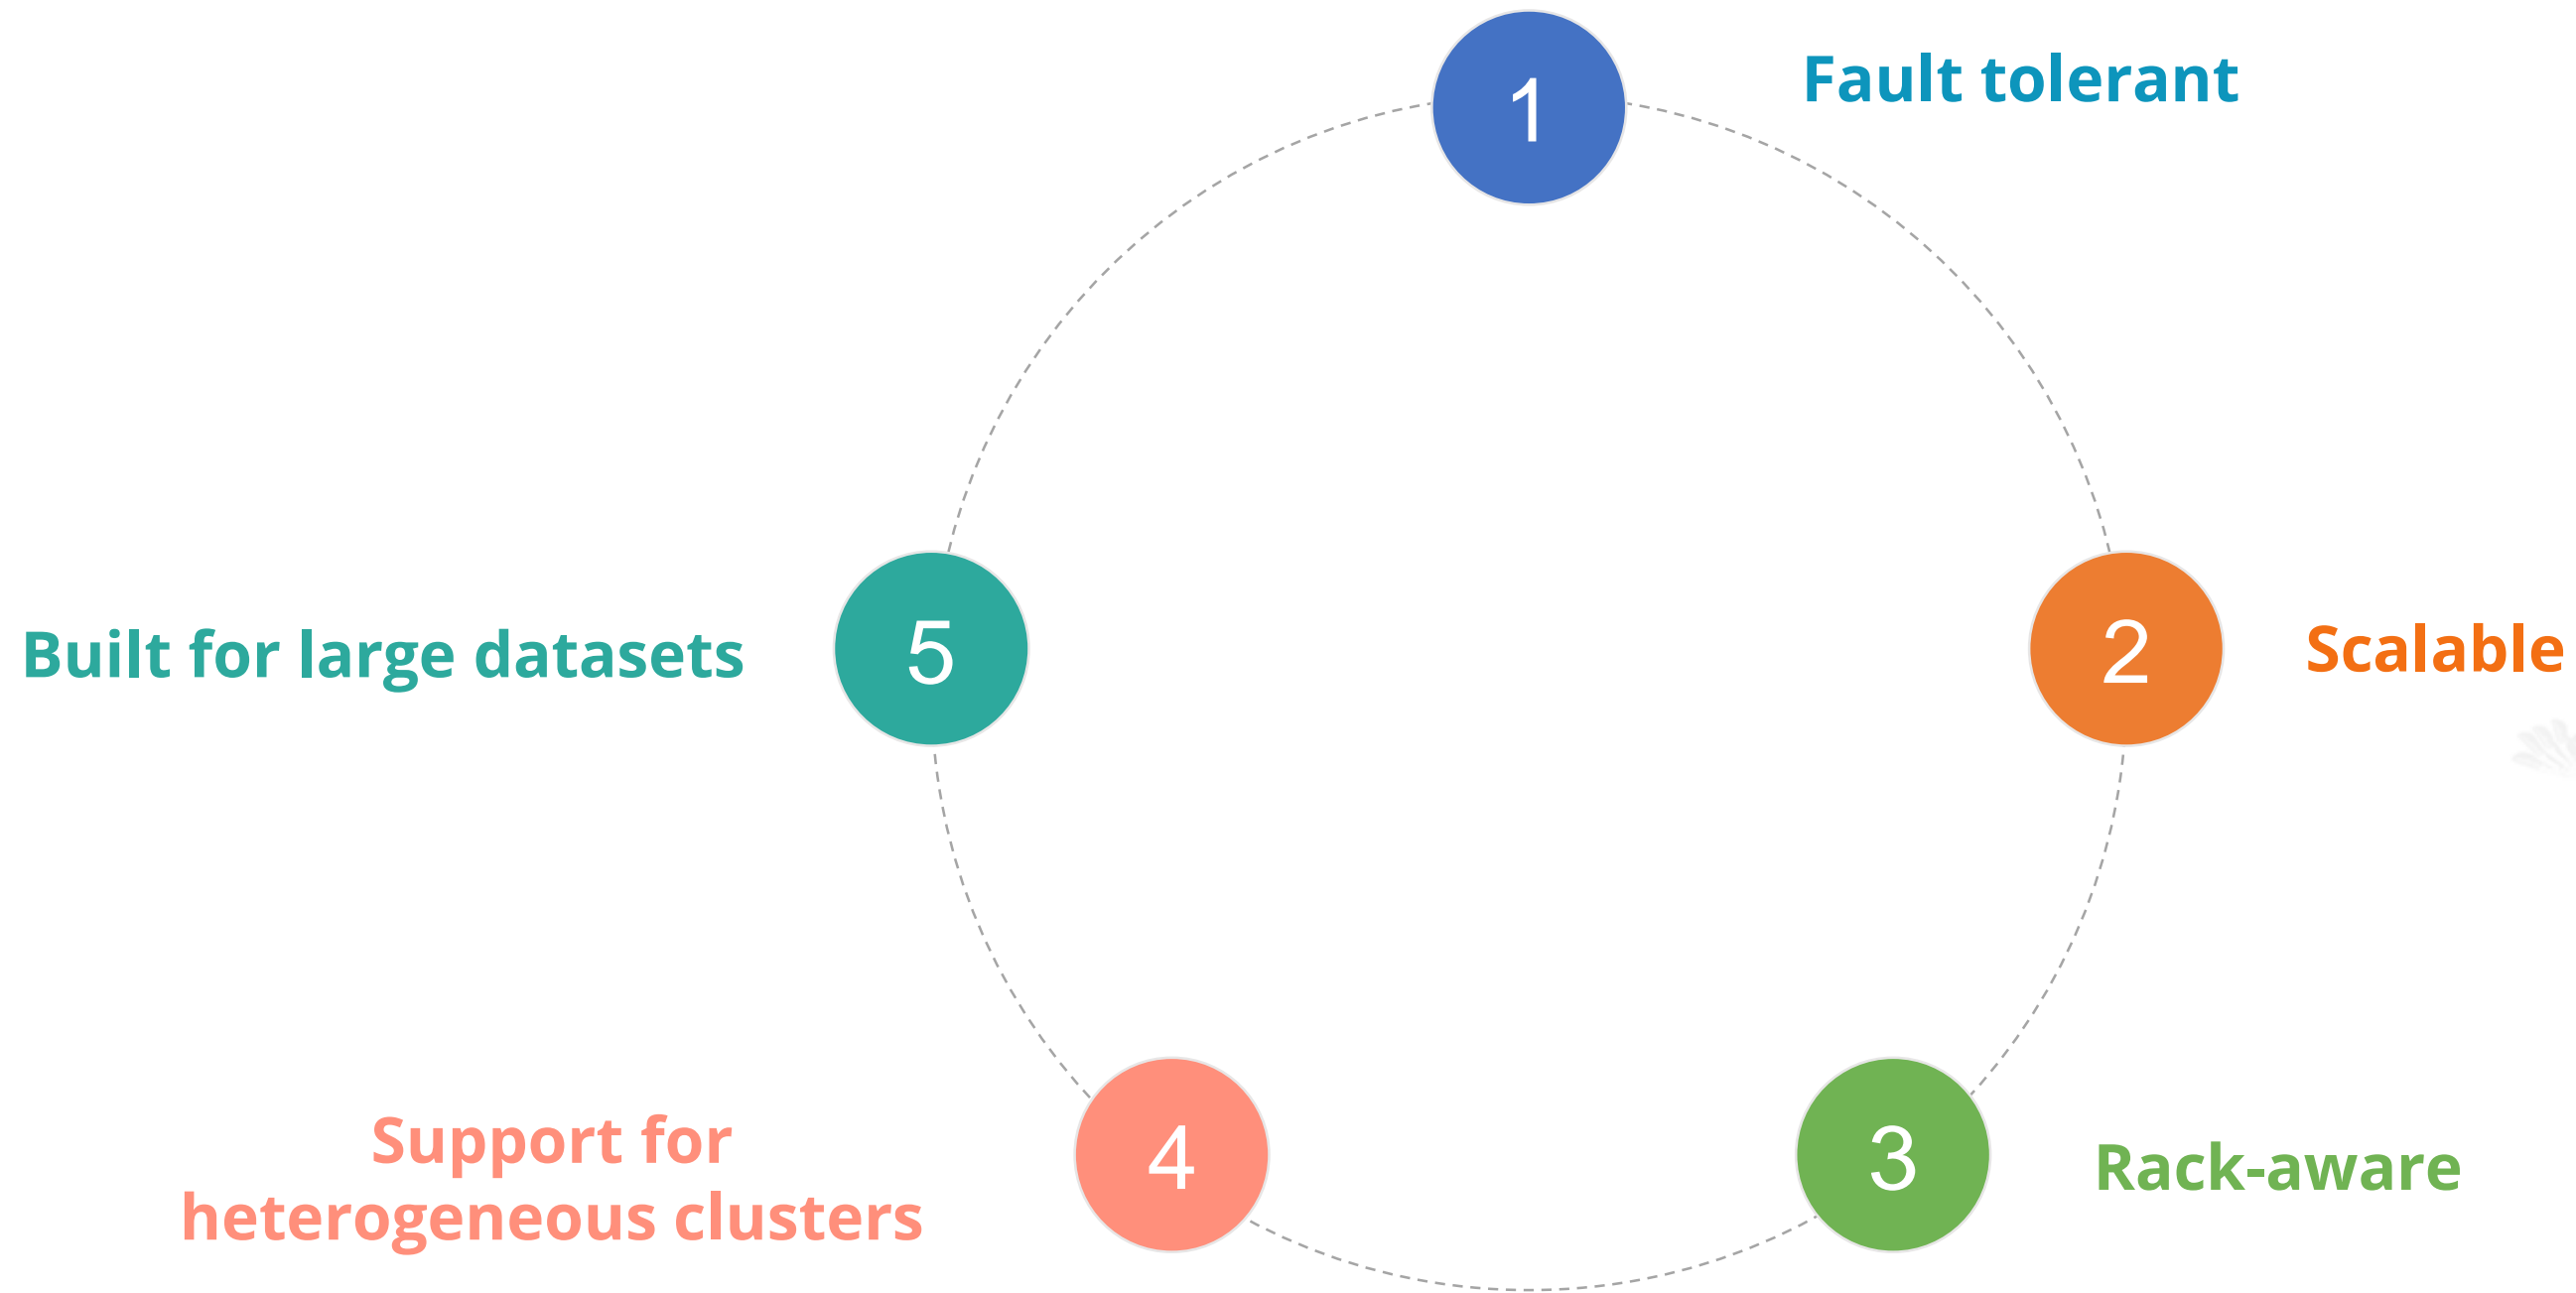 1
Fault tolerant
2
Scalable
3
Rack-aware
4
Support for
heterogeneous clusters
5
Built for large datasets